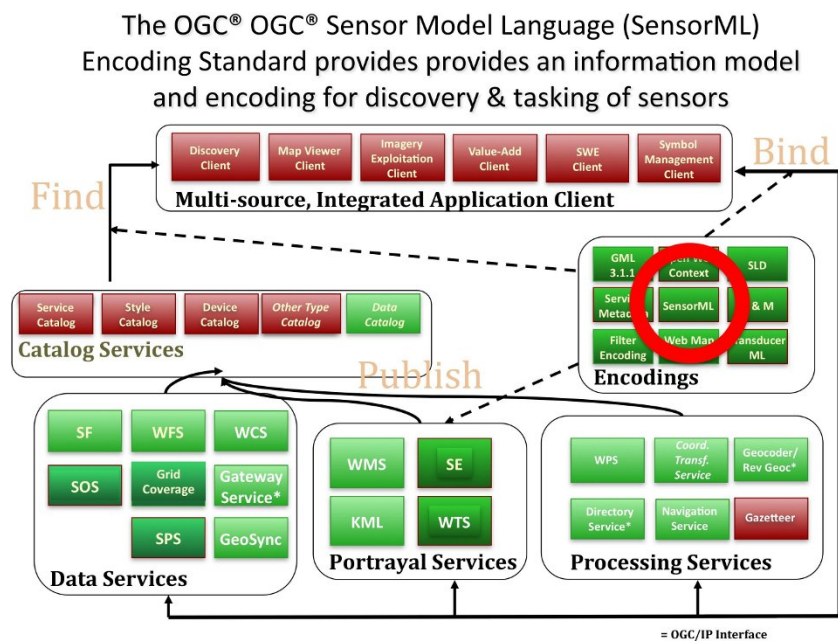 The OGC® OGC® Sensor Model Language (SensorML)
Encoding Standard provides provides an information model
and encoding for discovery & tasking of sensors
Discovery
Client
Map Viewer
Client
Imagery
Exploitation
Client
Value-Add
Client
SWE
Client
Symbol
Management
Client
Multi-source, Integrated Application Client
Find
Bind
GML
3.1.1
Context
SLD
SensorML
& M
Filter
Encoding
Web Map
ML
Encodings
Service
Catalog
Style
Catalog
Device
Catalog
Other Type
Catalog
Data
Catalog
Catalog Services
Publish
SF
WFS
WCS
SOS
Grid
Coverage
Gateway
Service*
SPS
GeoSync
Data Services
WMS
SE
KML
WTS
Portrayal Services
WPS
Coord.
Transf.
Service
Geocoder/
Rev Geoc*
Directory
Service*
Navigation
Service
Gazetteer
Processing Services
= OGC/IP Interface